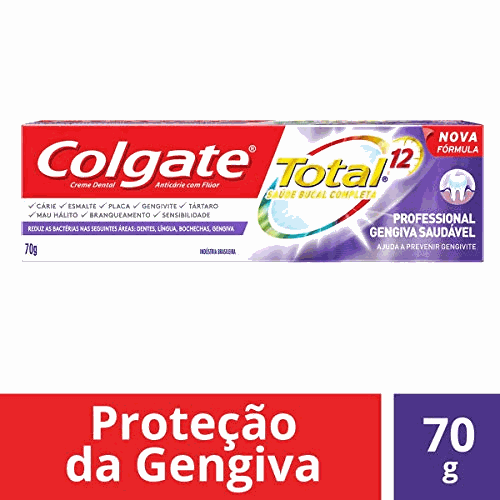 Colgate®
Creme Dental Anticárie com Flúor
✓ CÁRIE ✓ ESMALTE ✓ PLACA ✓ GENGIVITE ✓ TÁRTARO
✓ MAU HÁLITO ✓ BRANQUEAMENTO ✓ SENSIBILIDADE
REDUZ AS BACTÉRIAS NAS SEGUINTES ÁREAS: DENTES, LÍNGUA, BOCHECHAS, GENGIVA
70g
INDÚSTRIA BRASILEIRA
Total® 12
SAÚDE BUCAL COMPLETA
NOVA
FÓRMULA
PROFESSIONAL
GENGIVA SAUDÁVEL
AJUDA A PREVENIR GENGIVITE
Proteção
da Gengiva
70
g